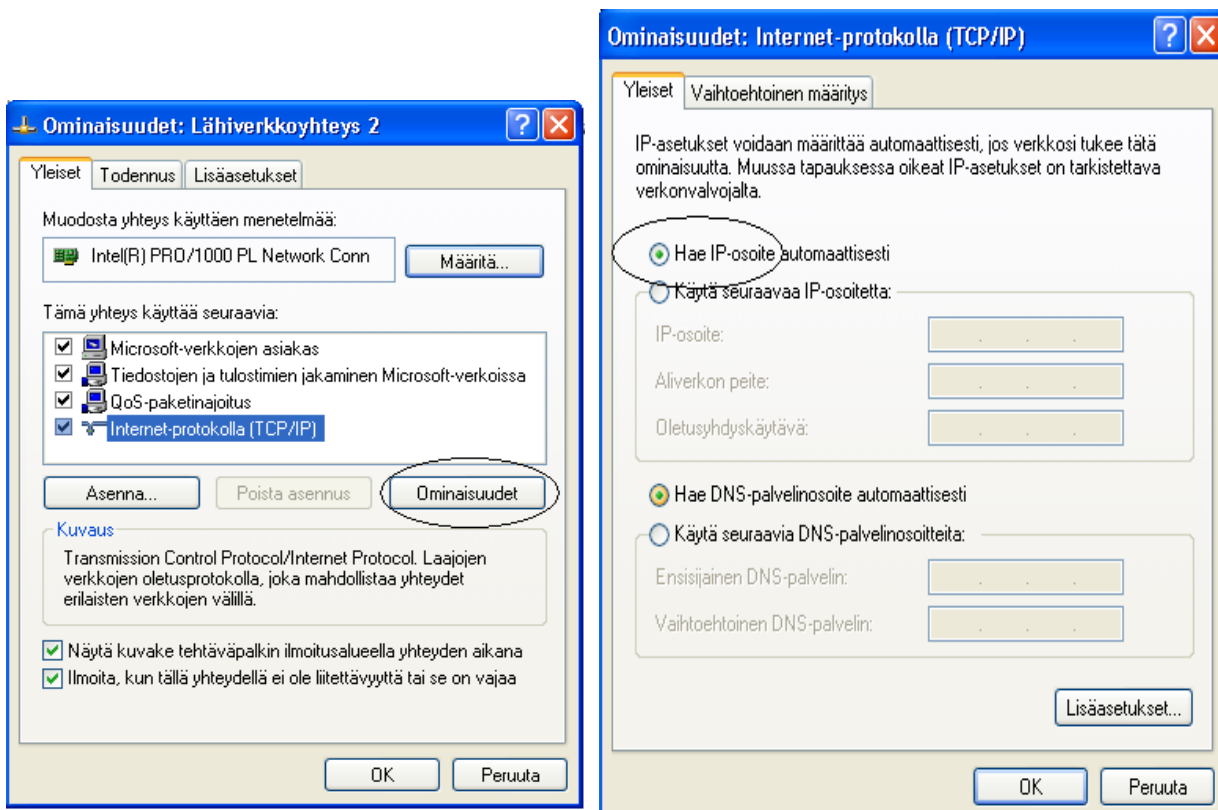 Ominaisuudet: Lähiverkkoyhteys 2
Yleiset
Todennus
Lisäasetukset
Muodosta yhteys käyttäen menetelmää:
Intel(R) PRO/1000 PL Network Conn
Määritä...
Tämä yhteys käyttää seuraavia:
Microsoft-verkkojen asiakas
Tiedostojen ja tulostimien jakaminen Microsoft-verkoissa
QoS-paketinajoitus
Internet-protokolla (TCP/IP)
Asenna...
Poista asennus
Ominaisuudet
Kuvaus
Transmission Control Protocol/Internet Protocol. Laajojen
verkkojen oletusprotokolla, joka mahdollistaa yhteydet
erilaisten verkkojen välillä.
Näytä kuvake tehtäväpalkin ilmoitusalueella yhteyden aikana
Ilmoita, kun tällä yhteydellä ei ole liitettävyyttä tai se on vajaa
OK
Peruuta
Ominaisuudet: Internet-protokolla (TCP/IP)
Yleiset
Vaihtoehtoinen määritys
IP-asetukset voidaan määrittää automaattisesti, jos verkkosi tukee tätä
ominaisuutta. Muussa tapauksessa oikeat IP-asetukset on tarkistettava
verkonvalvojalta.
Hae IP-osoite automaattisesti
Käytä seuraavaa IP-osoitetta:
IP-osoite:
Aliverkon peite:
Oletusyhdyskäytävä:
Hae DNS-palvelinosoite automaattisesti
Käytä seuraavia DNS-palvelinosoitteita:
Ensisijainen DNS-palvelin:
Vaihtoehtoinen DNS-palvelin:
Lisäasetukset...
OK
Peruuta